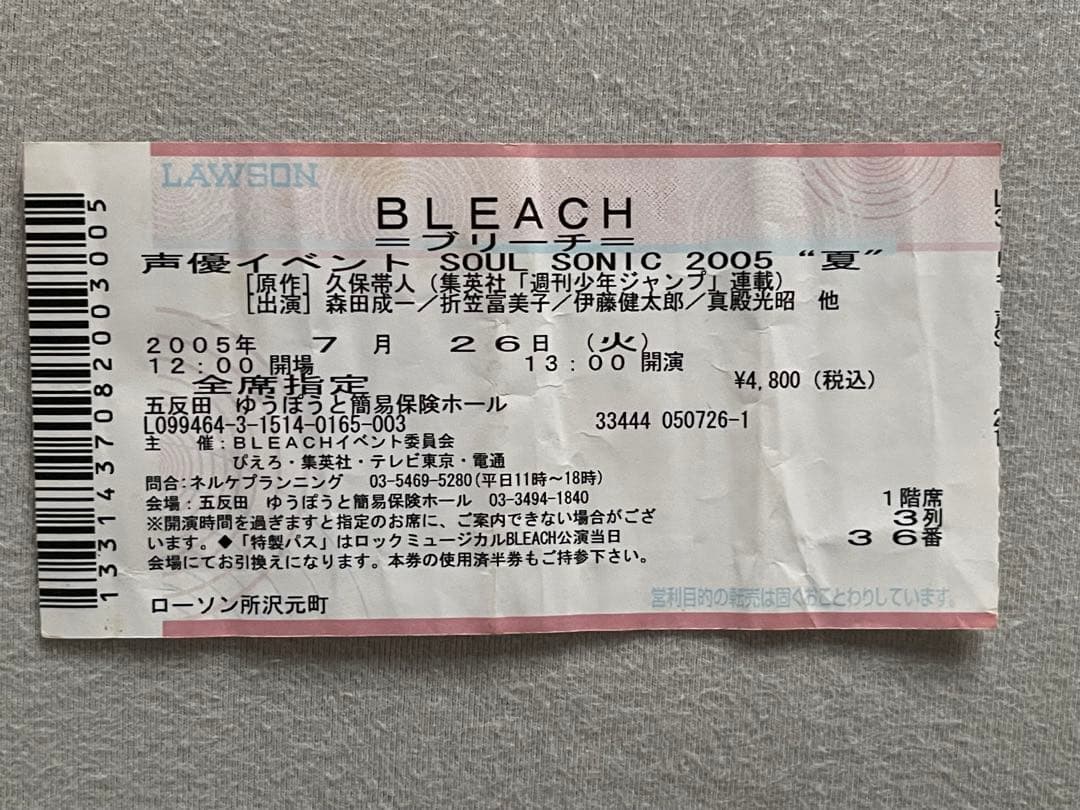 LAWSON
BLEACH
=ブリーチ=
声優イベント SOUL SONIC 2005 “夏”
[原作] 久保帯人（集英社「週刊少年ジャンプ」連載）
[出演] 森田成一／折笠富美子／伊藤健太郎／真殿光昭 他
2005年 7月 26日 （火）
12:00 開場 13:00 開演
全席指定 ¥4,800（税込）
五反田 ゆうぽうと簡易保険ホール
L099464-3-1514-0165-003 33444 050726-1
主 催：BLEACHイベント委員会
ぴえろ・集英社・テレビ東京・電通
問合：ネルケプランニング 03-5469-5280(平日11時～18時)
会場：五反田 ゆうぽうと簡易保険ホール 03-3494-1840
※開演時間を過ぎますと指定のお席に、ご案内できない場合がござ
います。◆「特製パス」はロックミュージカルBLEACH公演当日
会場にてお引換えになります。本券の使用済半券もご持参下さい。
1階席
3列
36番
ローソン所沢元町
営利目的の転売は固くおことわりしています。
1331437082003005